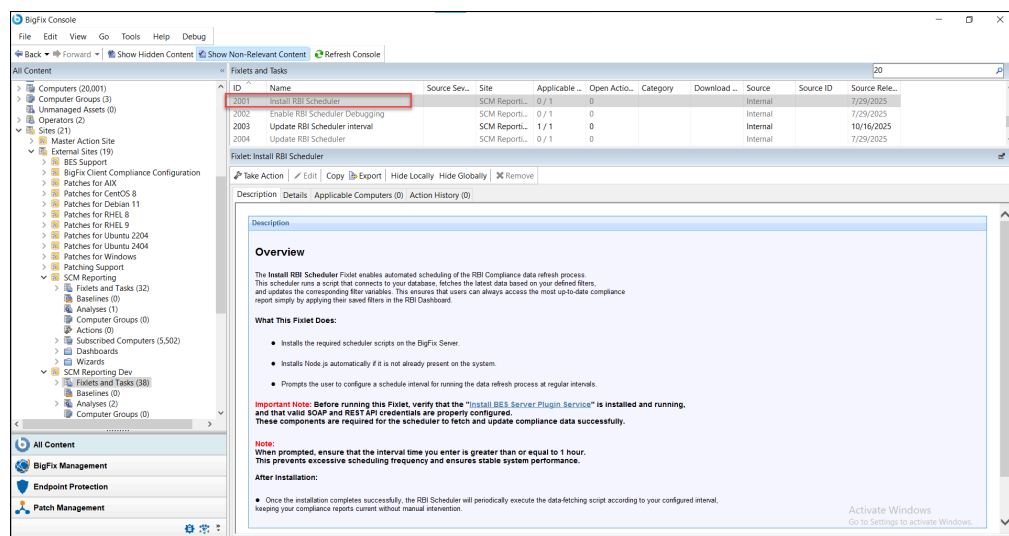 BigFix Console
File Edit View Go Tools Help Debug
Back Forward Show Hidden Content Show Non-Relevant Content Refresh Console
All Content
Computers (20,001)
Computer Groups (3)
Unmanaged Assets (0)
Operators (2)
Sites (21)
Master Action Site
External Sites (19)
BES Support
BigFix Client Compliance Configuration
Patches for AIX
Patches for CentOS 8
Patches for Debian 11
Patches for RHEL 8
Patches for RHEL 9
Patches for Ubuntu 2204
Patches for Ubuntu 2404
Patches for Windows
Patching Support
SCM Reporting
Fixlets and Tasks (32)
Baselines (0)
Analyses (1)
Computer Groups (0)
Actions (0)
Subscribed Computers (5,502)
Dashboards
Wizards
SCM Reporting Dev
Fixlets and Tasks (38)
Baselines (0)
Analyses (2)
Computer Groups (0)
All Content
BigFix Management
Endpoint Protection
Patch Management
Fixlets and Tasks 20
ID Name Source Sev... Site Applicable ... Open Actio... Category Download ... Source Source ID Source Rele...
2001 Install RBI Scheduler SCM Reporti... 0 / 1 0 Internal 7/29/2025
2002 Enable RBI Scheduler Debugging SCM Reporti... 0 / 1 0 Internal 7/29/2025
2003 Update RBI Scheduler interval SCM Reporti... 1 / 1 0 Internal 10/16/2025
2004 Update RBI Scheduler SCM Reporti... 0 / 1 0 Internal 7/29/2025
Fixlet: Install RBI Scheduler
Take Action Edit Copy Export Hide Locally Hide Globally Remove
Description Details Applicable Computers (0) Action History (0)
Description
Overview
The Install RBI Scheduler Fixlet enables automated scheduling of the RBI Compliance data refresh process.
This scheduler runs a script that connects to your database, fetches the latest data based on your defined filters,
and updates the corresponding filter variables. This ensures that users can always access the most up-to-date compliance
report simply by applying their saved filters in the RBI Dashboard.
What This Fixlet Does:
● Installs the required scheduler scripts on the BigFix Server.
● Installs Node.js automatically if it is not already present on the system.
● Prompts the user to configure a schedule interval for running the data refresh process at regular intervals.
Important Note: Before running this Fixlet, verify that the "Install BES Server Plugin Service" is installed and running,
and that valid SOAP and REST API credentials are properly configured.
These components are required for the scheduler to fetch and update compliance data successfully.
Note:
When prompted, ensure that the interval time you enter is greater than or equal to 1 hour.
This prevents excessive scheduling frequency and ensures stable system performance.
After Installation:
● Once the installation completes successfully, the RBI Scheduler will periodically execute the data-fetching script according to your configured interval,
keeping your compliance reports current without manual intervention.
Activate Windows
Go to Settings to activate Windows.